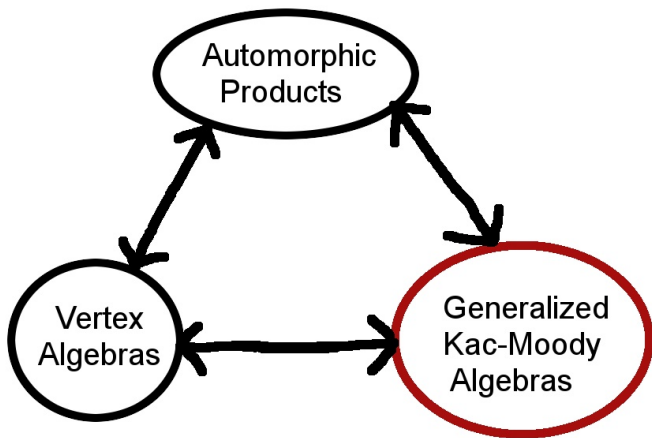 Automorphic
Products
Vertex
Algebras
Generalized
Kac-Moody
Algebras